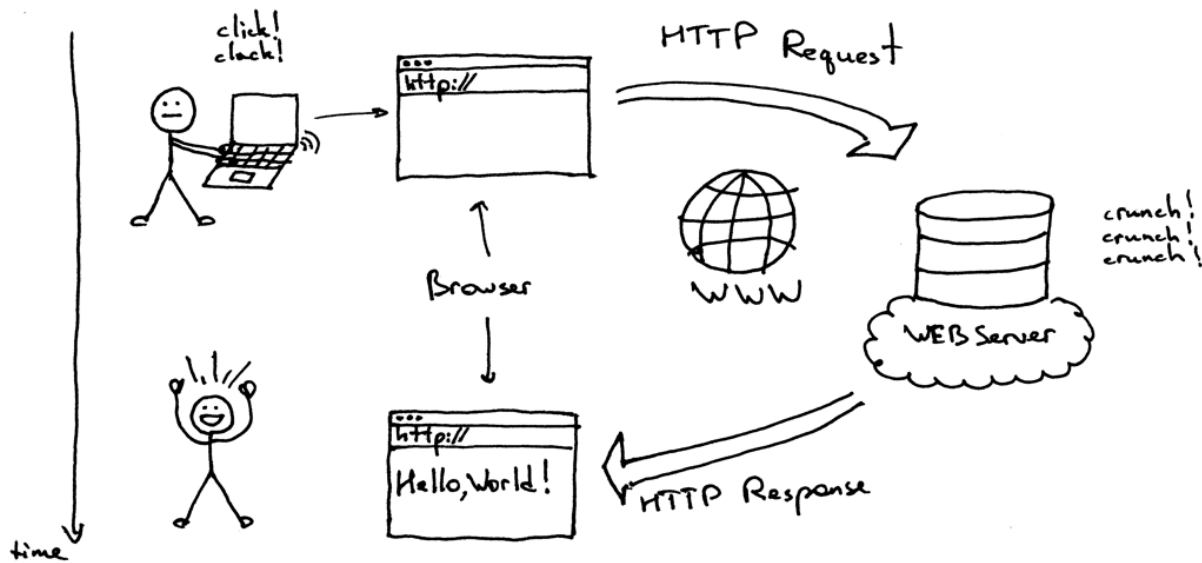 click!
clack!
HTTP Request
http://
crunch!
crunch!
crunch!
Browser
WWW
WEB Server
http://
Hello, World!
HTTP Response
time